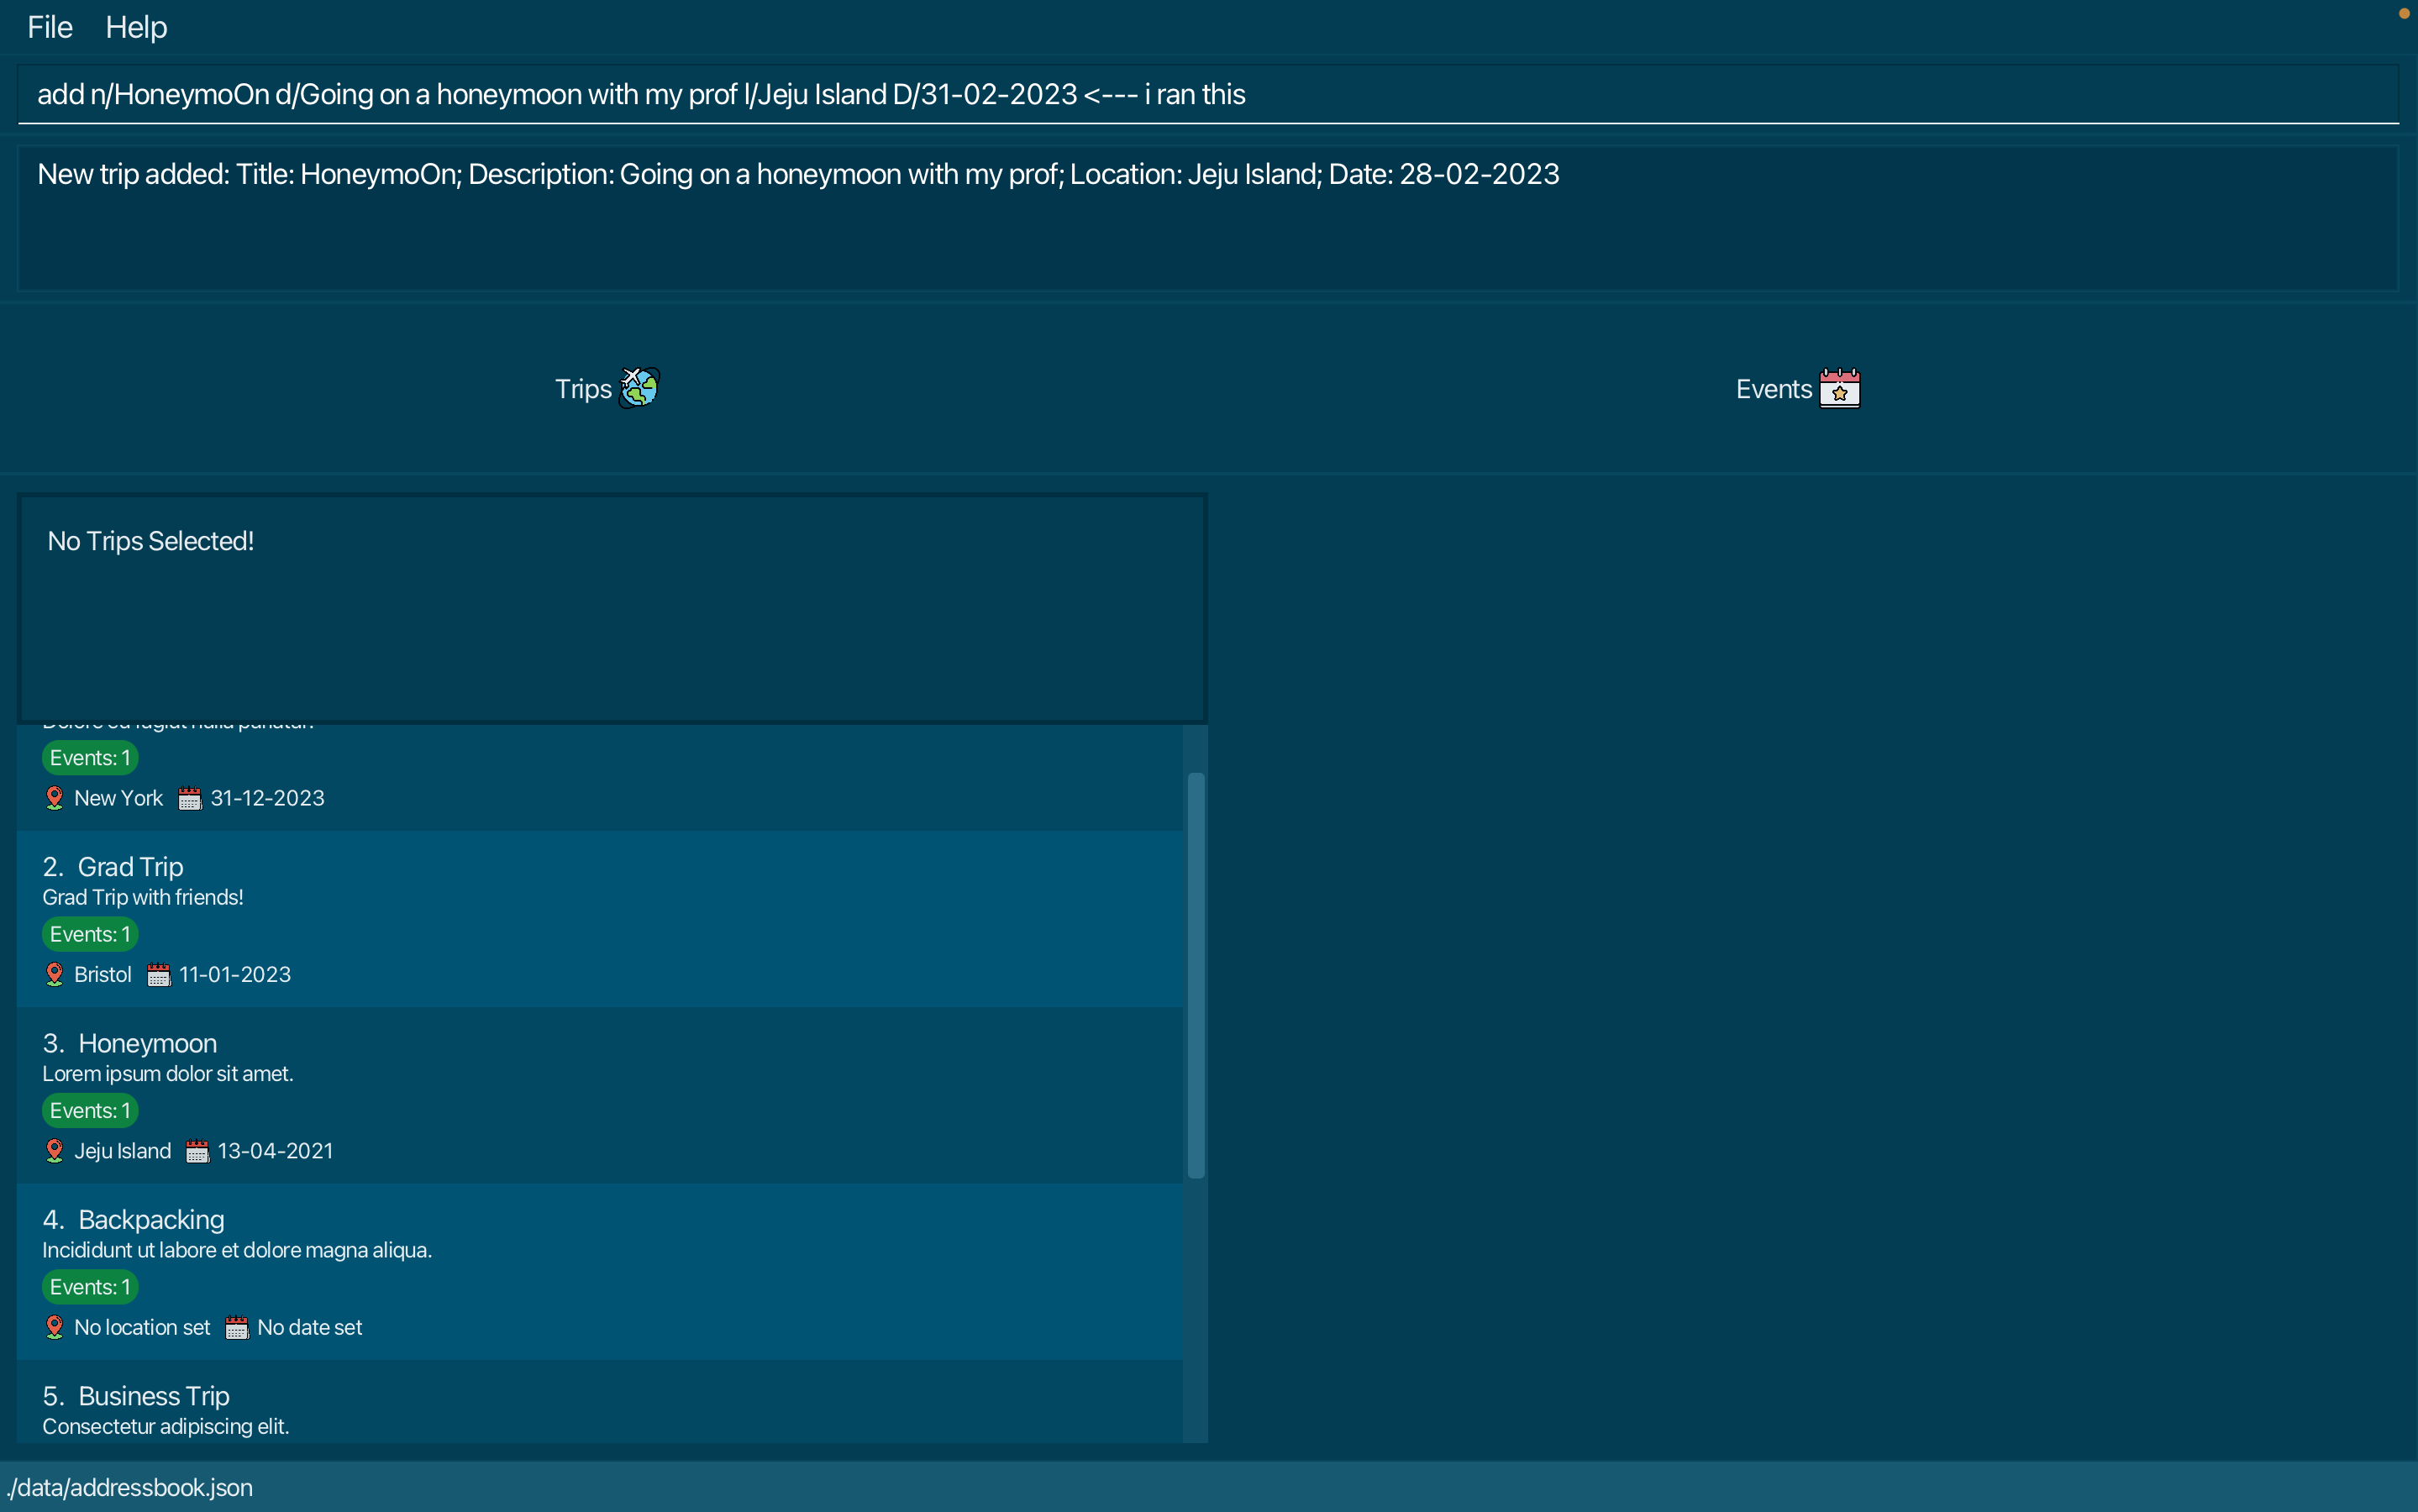 File Help
add n/HoneymoOn d/Going on a honeymoon with my prof l/Jeju Island D/31-02-2023 <--- i ran this
New trip added: Title: HoneymoOn; Description: Going on a honeymoon with my prof; Location: Jeju Island; Date: 28-02-2023
Trips Events
No Trips Selected!
Events: 1
New York 31-12-2023
2. Grad Trip
Grad Trip with friends!
Events: 1
Bristol 11-01-2023
3. Honeymoon
Lorem ipsum dolor sit amet.
Events: 1
Jeju Island 13-04-2021
4. Backpacking
Incididunt ut labore et dolore magna aliqua.
Events: 1
No location set No date set
5. Business Trip
Consectetur adipiscing elit.
./data/addressbook.json